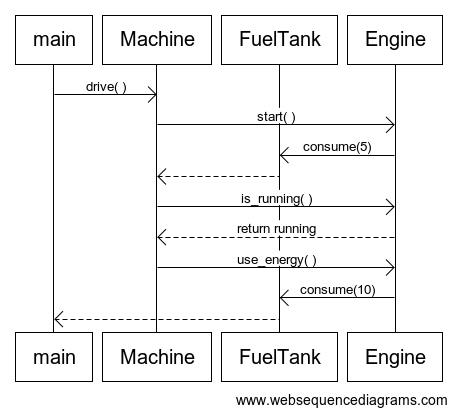 main Machine FuelTank Engine
drive( )
start( )
consume(5)
is_running( )
return running
use_energy( )
consume(10)
main Machine FuelTank Engine
www.websequencediagrams.com